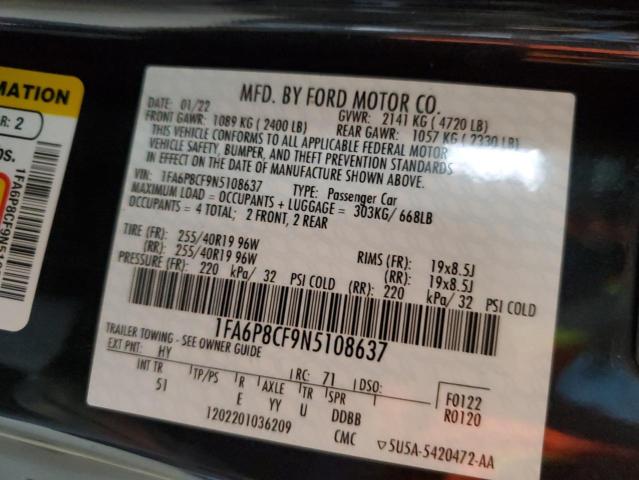 MATION
R: 2
os.
1FA6P8CF9N510
MFD. BY FORD MOTOR CO.
DATE: 01/22 GVWR: 2141 KG ( 4720 LB)
FRONT GAWR: 1089 KG ( 2400 LB) REAR GAWR: 1057 KG ( 2330 LB)
THIS VEHICLE CONFORMS TO ALL APPLICABLE FEDERAL MOTOR
VEHICLE SAFETY, BUMPER, AND THEFT PREVENTION STANDARDS
IN EFFECT ON THE DATE OF MANUFACTURE SHOWN ABOVE.
VIN: 1FA6P8CF9N5108637 TYPE: Passenger Car
MAXIMUM LOAD = OCCUPANTS + LUGGAGE = 303KG/ 668LB
OCCUPANTS = 4 TOTAL; 2 FRONT, 2 REAR
TIRE (FR): 255/40R19 96W RIMS (FR): 19x8.5J
(RR): 255/40R19 96W (RR): 19x8.5J
PRESSURE (FR): 220 kPa/ 32 PSI COLD (RR): 220 kPa/ 32 PSI COLD
1FA6P8CF9N5108637
TRAILER TOWING - SEE OWNER GUIDE
EXT PNT: HY RC: 71 DSO: F0122
INT TR TP/PS R AXLE TR SPR R0120
51 E YY U DDBB
1202201036209 CMC ▽5U5A-5420472-AA